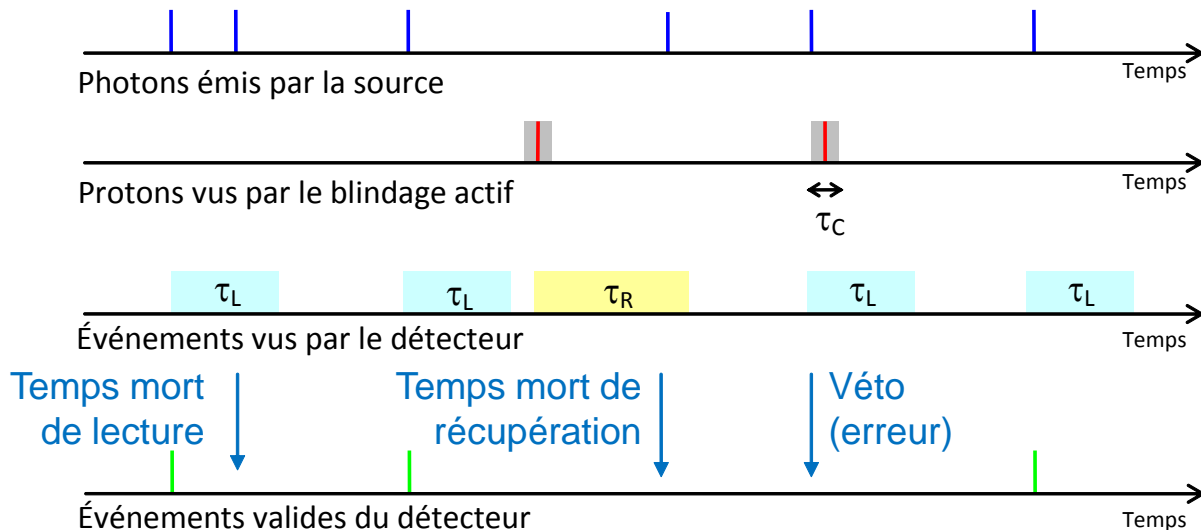 Temps
Photons émis par la source
Temps
Protons vus par le blindage actif
τC
τL
τL
τR
τL
τL
Événements vus par le détecteur
Temps
Temps mort
de lecture
Temps mort de
récupération
Véto
(erreur)
Temps
Événements valides du détecteur